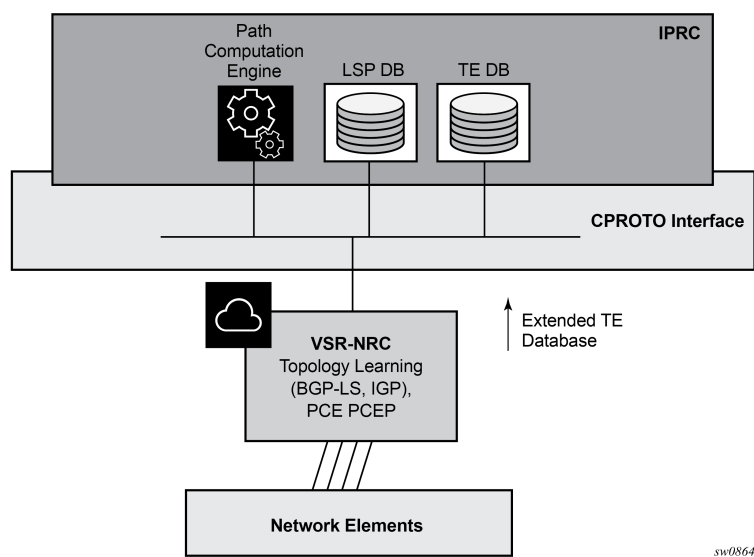 IPRC
Path
Computation
Engine
LSP DB
TE DB
CPROTO Interface
VSR-NRC
Topology Learning
(BGP-LS, IGP),
PCE PCEP
Extended TE
Database
Network Elements
sw0864